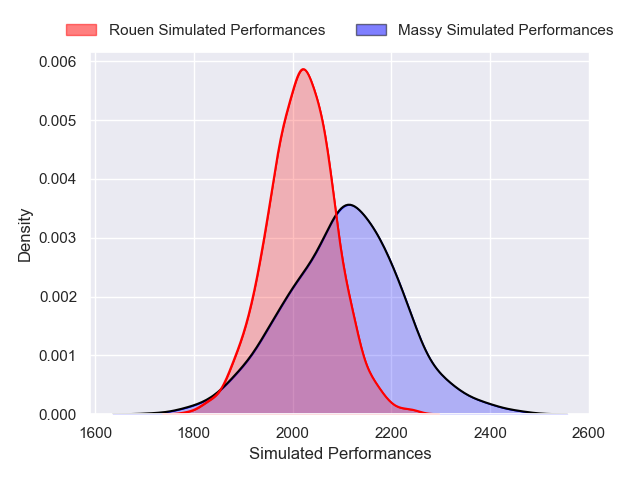 Rouen Simulated Performances Massy Simulated Performances
0.006
0.005
0.004
0.003
0.002
0.001
0.000
Density
1600 1800 2000 2200 2400 2600
Simulated Performances